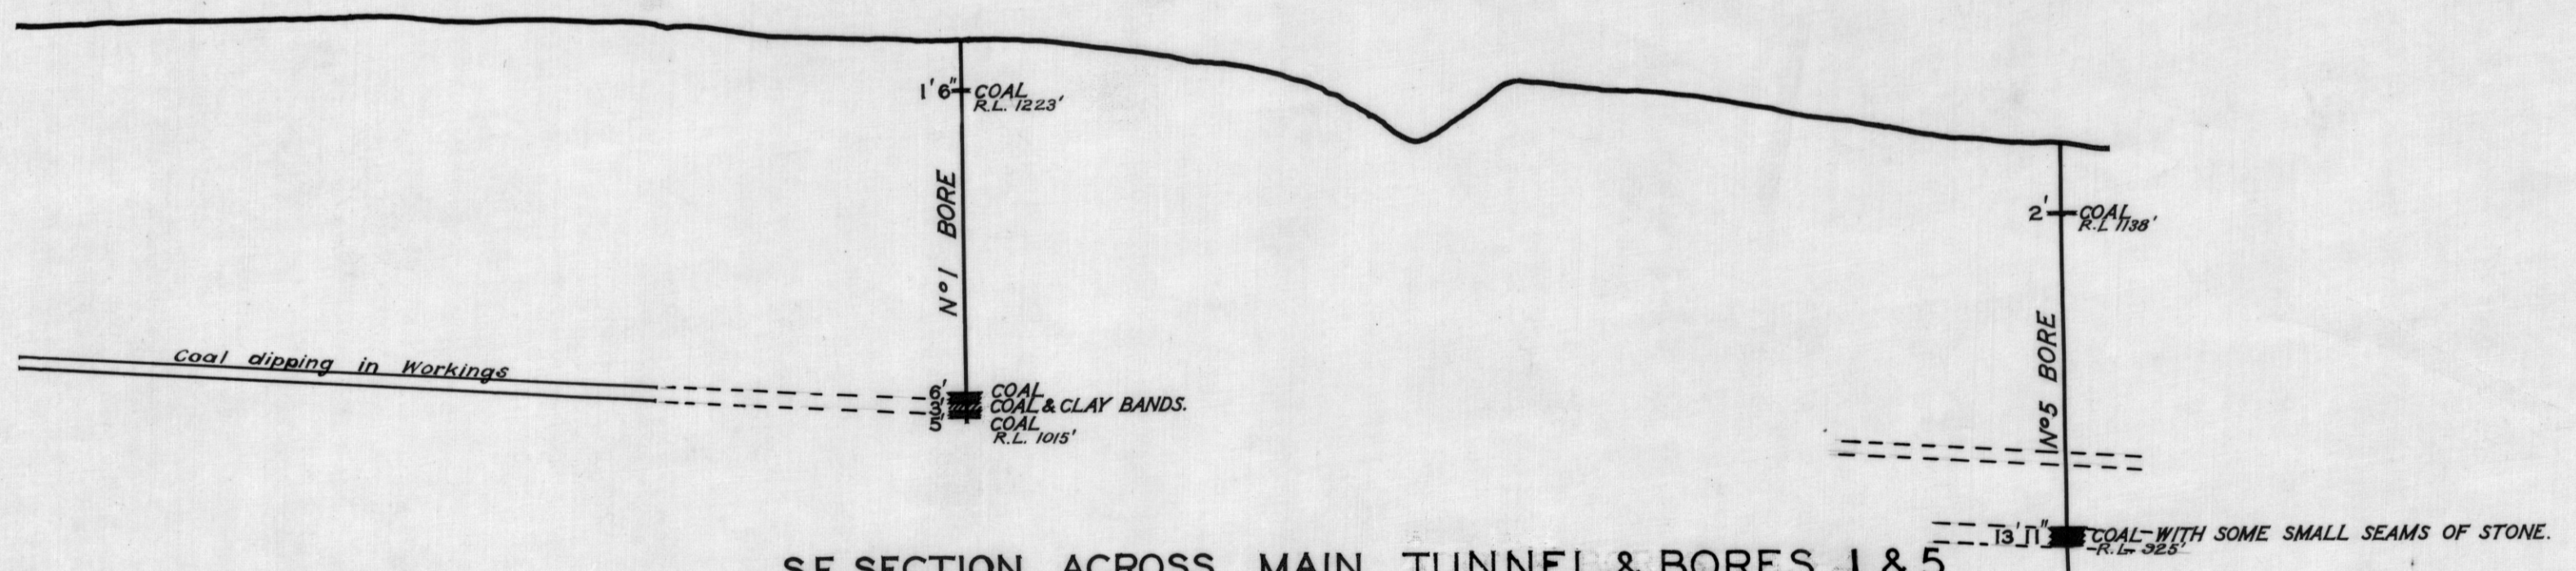 1' 6" COAL
R.L. 1223'
Nº 1 BORE
2' COAL
R.L 1138'
Nº 5 BORE
Coal dipping in Workings
6' COAL
3' COAL & CLAY BANDS.
5' COAL
R.L. 1015'
13' 11" COAL WITH SOME SMALL SEAMS OF STONE.
R.L. 925'
S.E. SECTION ACROSS MAIN TUNNEL & BORES 1 & 5